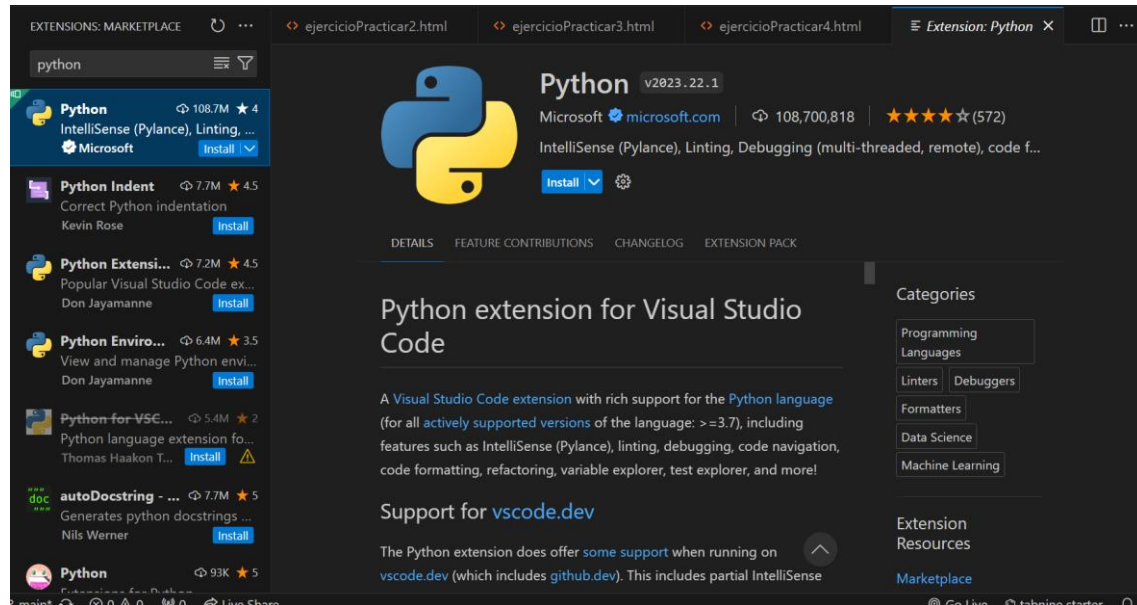 EXTENSIONS: MARKETPLACE
python
Python 108.7M ★ 4
IntelliSense (Pylance), Linting, ...
Microsoft Install
Python Indent 7.7M ★ 4.5
Correct Python indentation
Kevin Rose Install
Python Extensi... 7.2M ★ 4.5
Popular Visual Studio Code ex...
Don Jayamanne Install
Python Enviro... 6.4M ★ 3.5
View and manage Python envi...
Don Jayamanne Install
Python for VSC... 5.4M ★ 2
Python language extension fo...
Thomas Haakon T... Install
doc
autoDocstring - ... 7.7M ★ 5
Generates python docstrings ...
Nils Werner Install
Python 93K ★ 5
Extensions for Python
ejercicioPracticar2.html ejercicioPracticar3.html ejercicioPracticar4.html Extension: Python
Python v2023.22.1
Microsoft microsoft.com 108,700,818 ★★★★☆(572)
IntelliSense (Pylance), Linting, Debugging (multi-threaded, remote), code f...
Install
DETAILS FEATURE CONTRIBUTIONS CHANGELOG EXTENSION PACK
Python extension for Visual Studio
Code
A Visual Studio Code extension with rich support for the Python language
(for all actively supported versions of the language: >=3.7), including
features such as IntelliSense (Pylance), linting, debugging, code navigation,
code formatting, refactoring, variable explorer, test explorer, and more!
Support for vscode.dev
The Python extension does offer some support when running on
vscode.dev (which includes github.dev). This includes partial IntelliSense
Categories
Programming
Languages
Linters Debuggers
Formatters
Data Science
Machine Learning
Extension
Resources
Marketplace
main* 0 0 0 Live Share Go Live tabnine starter